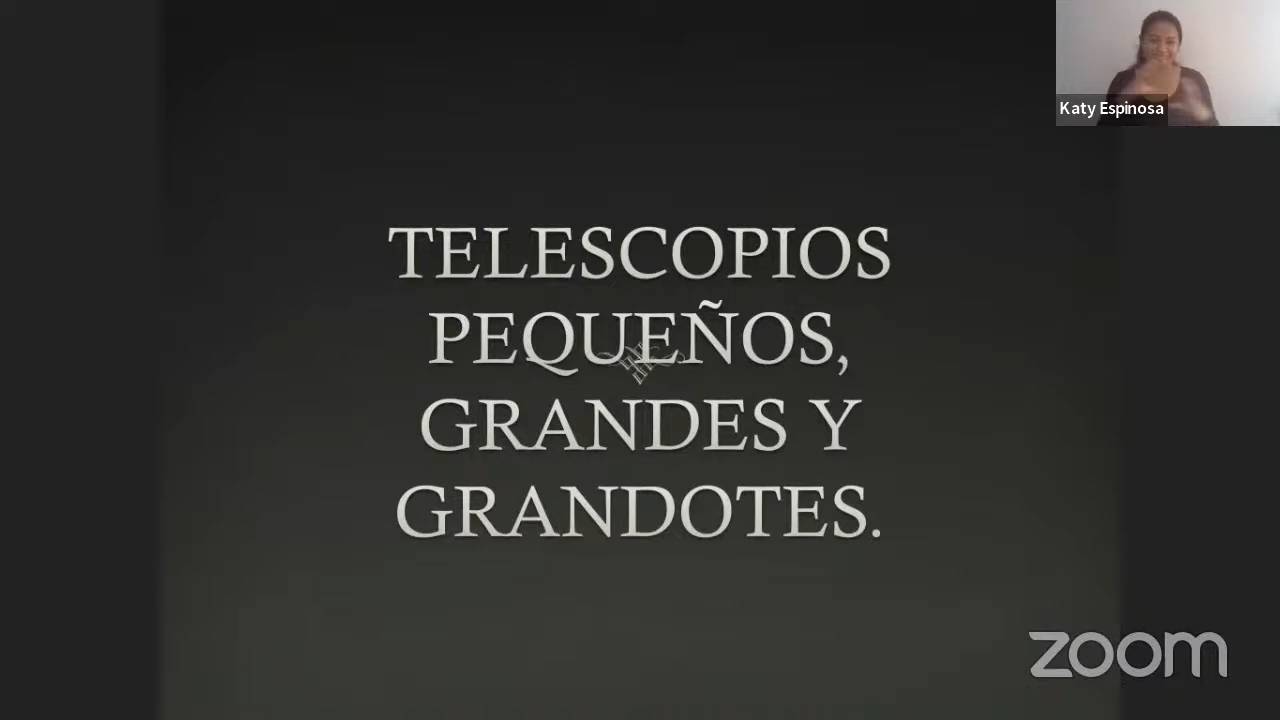 Katy Espinosa
TELESCOPIOS
PEQUEÑOS,
GRANDES Y
GRANDOTES.
zoom